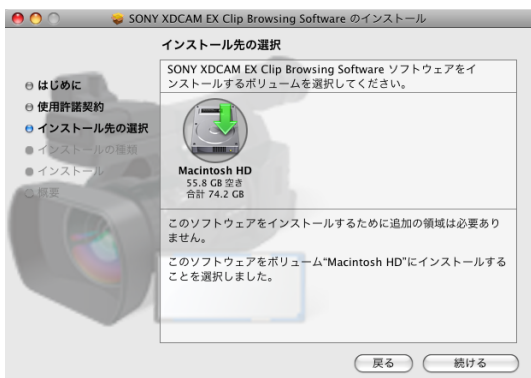 SONY XDCAM EX Clip Browsing Software のインストール
インストール先の選択
はじめに
使用許諾契約
インストール先の選択
インストールの種類
インストール
概要
SONY XDCAM EX Clip Browsing Software ソフトウェアをイ
ンストールするボリュームを選択してください。
Macintosh HD
55.8 GB 空き
合計 74.2 GB
このソフトウェアをインストールするために追加の領域は必要あり
ません。
このソフトウェアをボリューム“Macintosh HD”にインストールする
ことを選択しました。
戻る
続ける